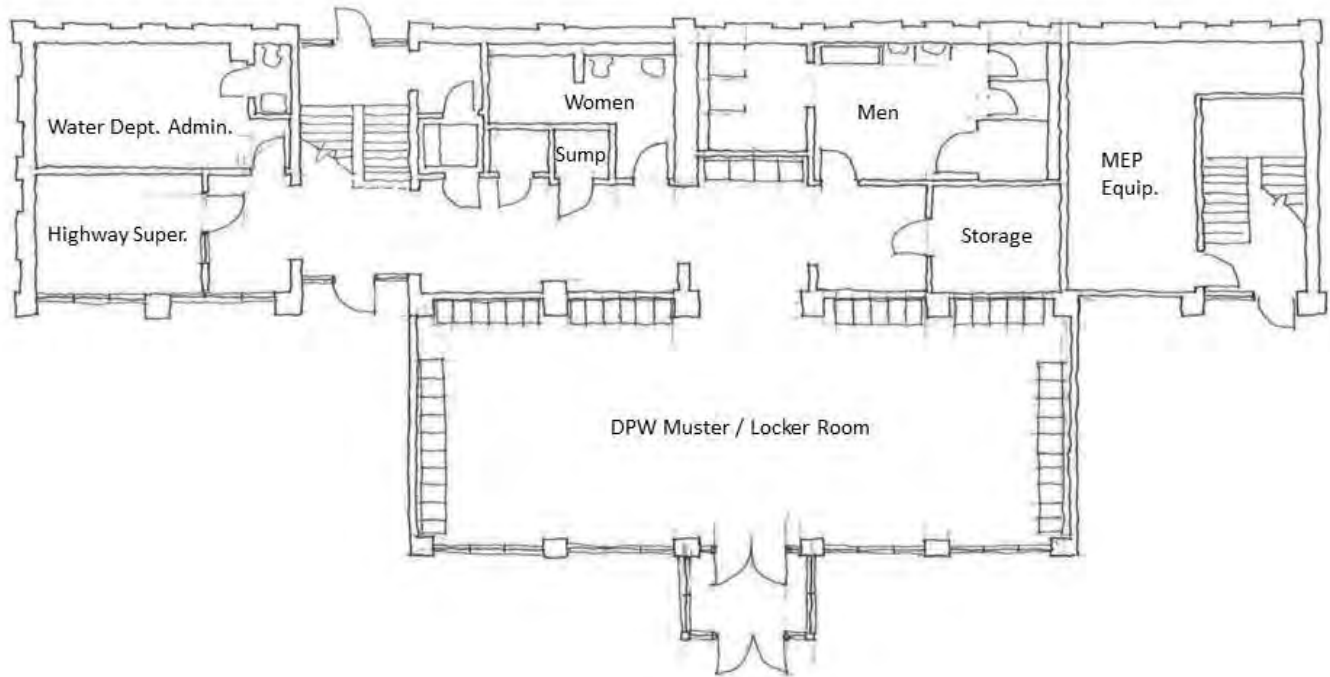 Water Dept. Admin.
Women
Sump
Men
MEP
Equip.
Highway Super.
Storage
DPW Muster / Locker Room